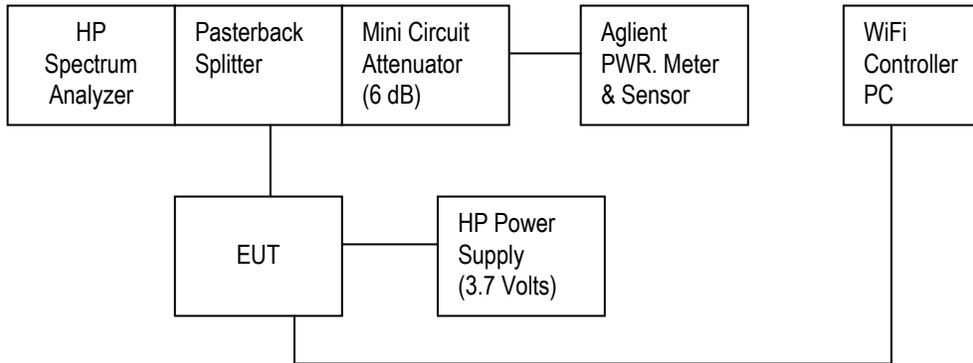 HP
Spectrum
Analyzer
Pasterback
Splitter
Mini Circuit
Attenuator
(6 dB)
Aglient
PWR. Meter
& Sensor
WiFi
Controller
PC
EUT
HP Power
Supply
(3.7 Volts)